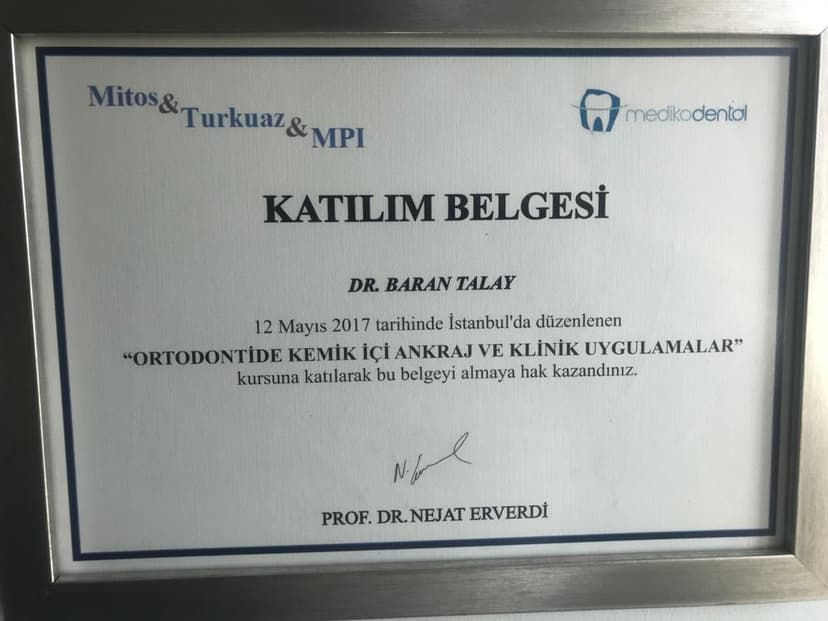 Mitos & Turkuaz & MPI
medikodental
KATILIM BELGESİ
DR. BARAN TALAY
12 Mayıs 2017 tarihinde İstanbul'da düzenlenen
“ORTODONTİDE KEMİK İÇİ ANKRAJ VE KLİNİK UYGULAMALAR”
kursuna katılarak bu belgeyi almaya hak kazandınız.
PROF. DR. NEJAT ERVERDİ